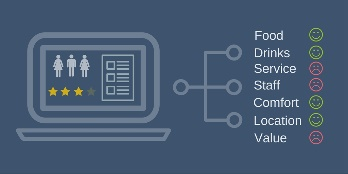 Food
Drinks
Service
Staff
Comfort
Location
Value